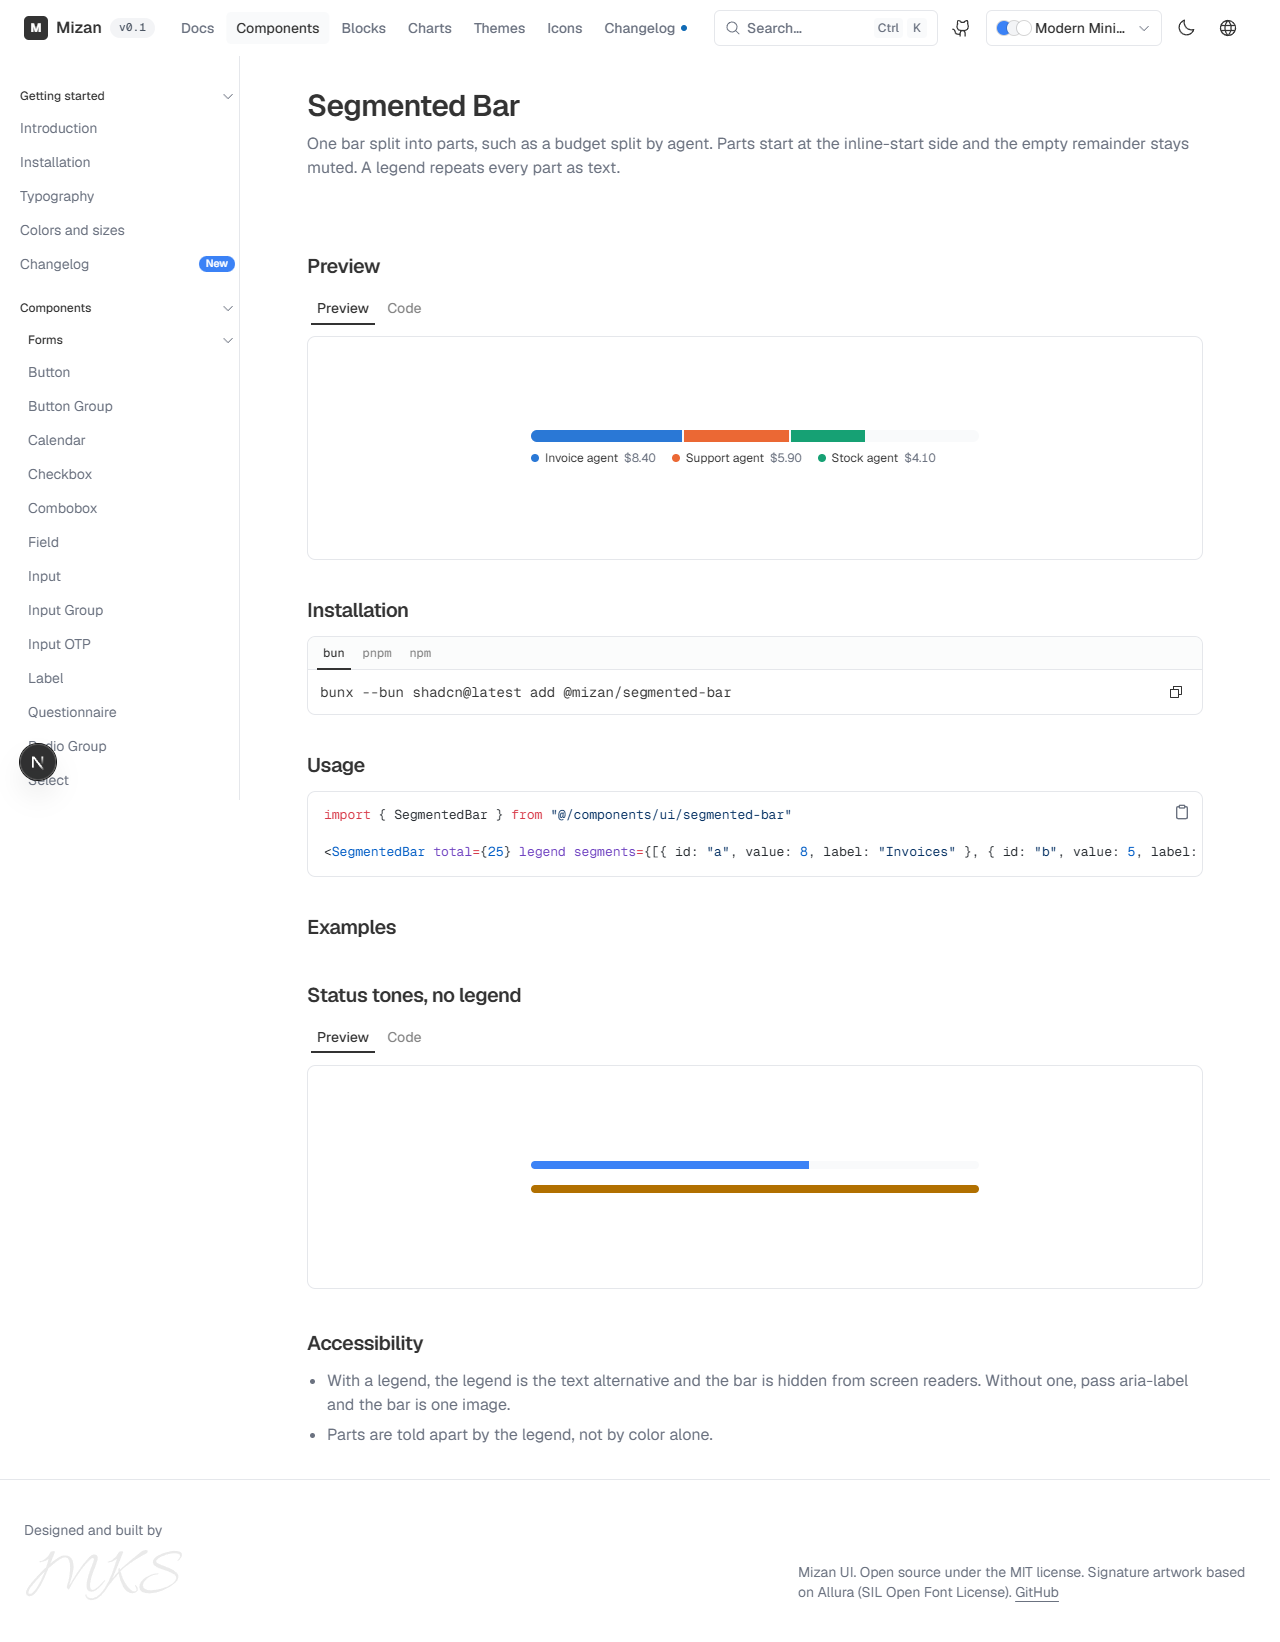 M Mizan v0.1 Docs Components Blocks Charts Themes Icons Changelog Search... Ctrl K Modern Mini...
Getting started
Introduction
Installation
Typography
Colors and sizes
Changelog New
Components
Forms
Button
Button Group
Calendar
Checkbox
Combobox
Field
Input
Input Group
Input OTP
Label
Questionnaire
Radio Group
N
Select
Segmented Bar
One bar split into parts, such as a budget split by agent. Parts start at the inline-start side and the empty remainder stays
muted. A legend repeats every part as text.
Preview
Preview Code
Invoice agent $8.40 Support agent $5.90 Stock agent $4.10
Installation
bun pnpm npm
bunx --bun shadcn@latest add @mizan/segmented-bar
Usage
import { SegmentedBar } from "@/components/ui/segmented-bar"
<SegmentedBar total={25} legend segments={[{ id: "a", value: 8, label: "Invoices" }, { id: "b", value: 5, label:
Examples
Status tones, no legend
Preview Code
Accessibility
• With a legend, the legend is the text alternative and the bar is hidden from screen readers. Without one, pass aria-label
and the bar is one image.
• Parts are told apart by the legend, not by color alone.
Designed and built by
MKS
Mizan UI. Open source under the MIT license. Signature artwork based
on Allura (SIL Open Font License). GitHub